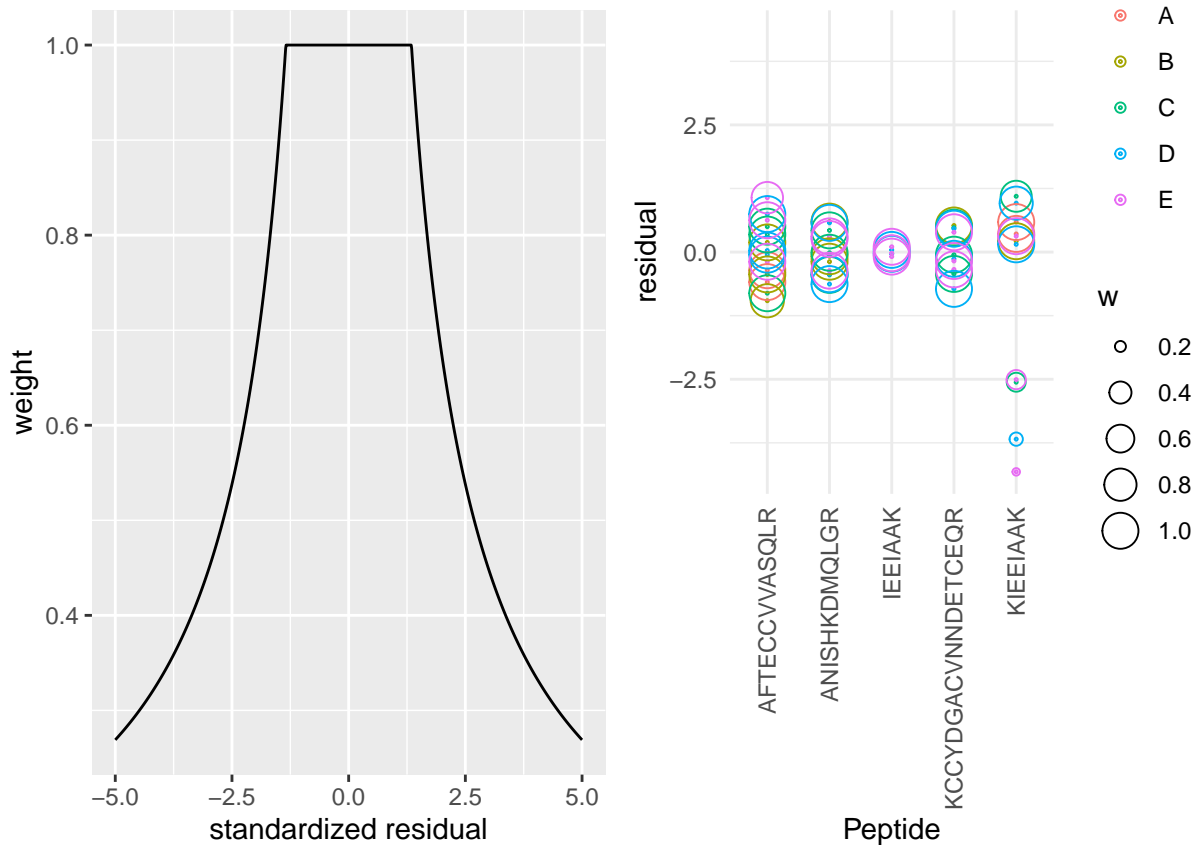 1.0
0.8
0.6
0.4
weight
−5.0
−2.5
0.0
2.5
5.0
standardized residual
2.5
0.0
−2.5
residual
AFTECCVVASQLR
ANISHKDMQLGR
IEEIAAK
KCCYDGACVNNDETCEQR
KIEEIAAK
Peptide
A
B
C
D
E
w
0.2
0.4
0.6
0.8
1.0